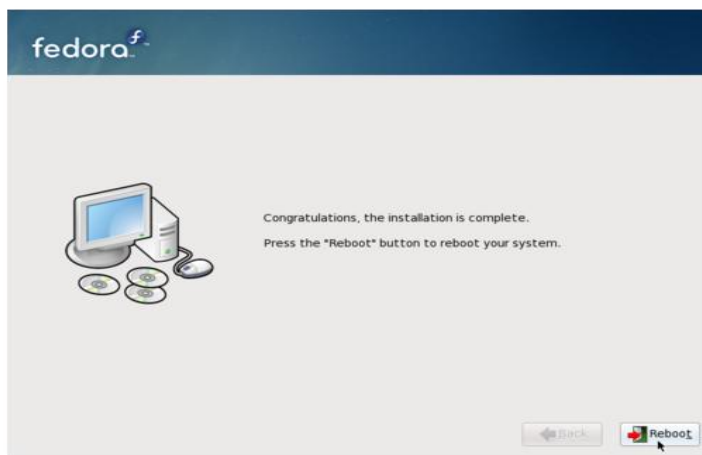 fedora
Congratulations, the installation is complete.
Press the "Reboot" button to reboot your system.
Back
Reboot